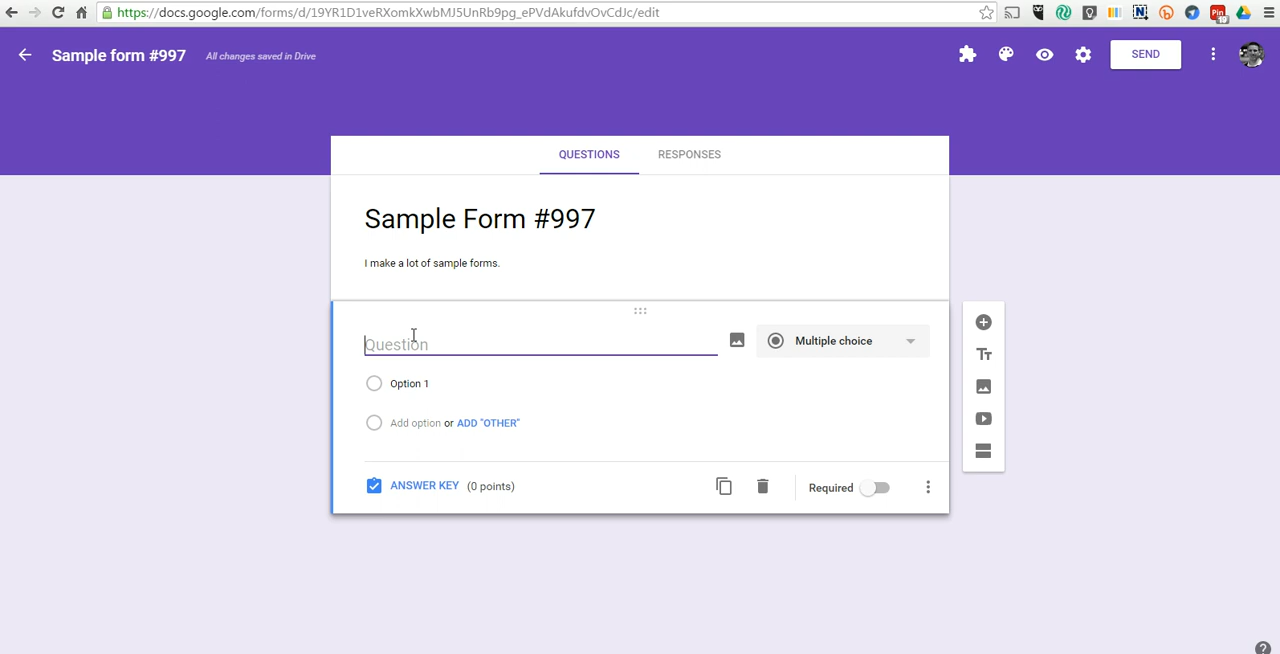 https://docs.google.com/forms/d/19YR1D1veRXomkXwbMJ5UnRb9pg_ePVdAkufdvOvCdJc/edit
Pin
19
Sample form #997
All changes saved in Drive
SEND
QUESTIONS
RESPONSES
Sample Form #997
I make a lot of sample forms.
Question
Multiple choice
Option 1
Add option or ADD "OTHER"
ANSWER KEY (0 points)
Required